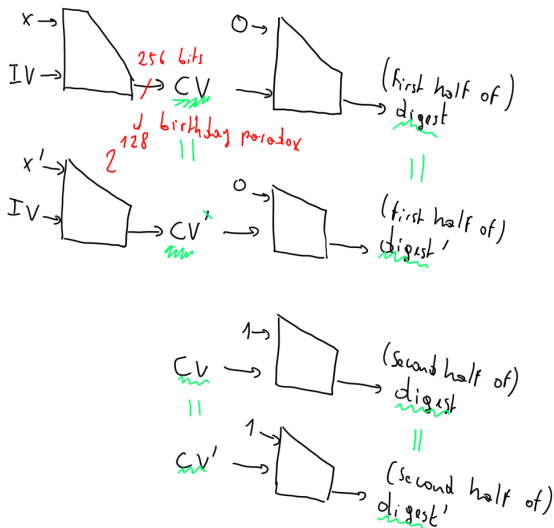 x → 0 → (first half of)
256 bits
IV → CV → digest
↓ birthday paradox
2^128 ||
x' → || 0 → (first half of)
IV → CV' → digest'
1 → (second half of)
CV → digest
|| ||
1 →
CV' → (second half of)
digest'